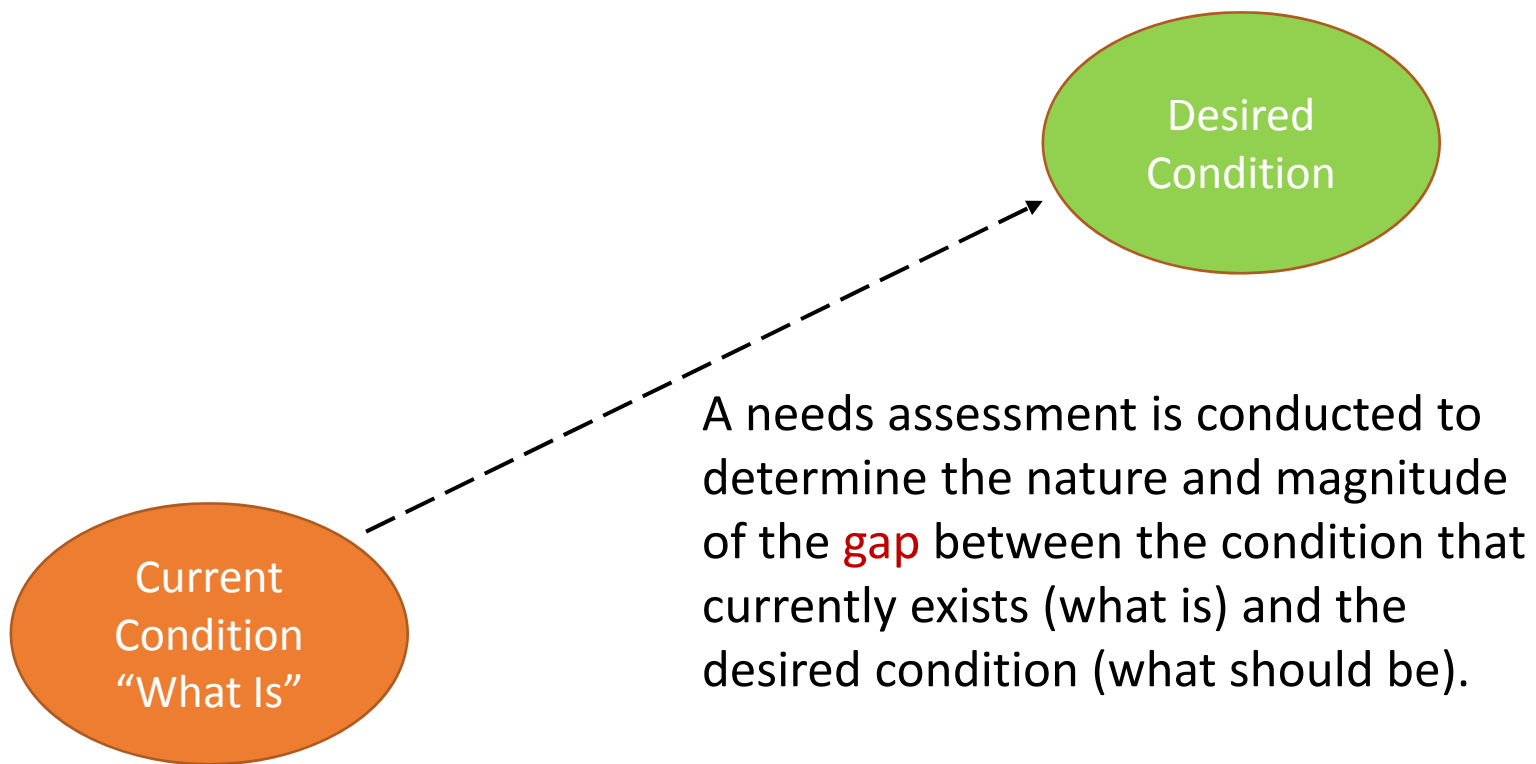 Desired
Condition
A needs assessment is conducted to
determine the nature and magnitude
of the gap between the condition that
currently exists (what is) and the
desired condition (what should be).
Current
Condition
“What Is”